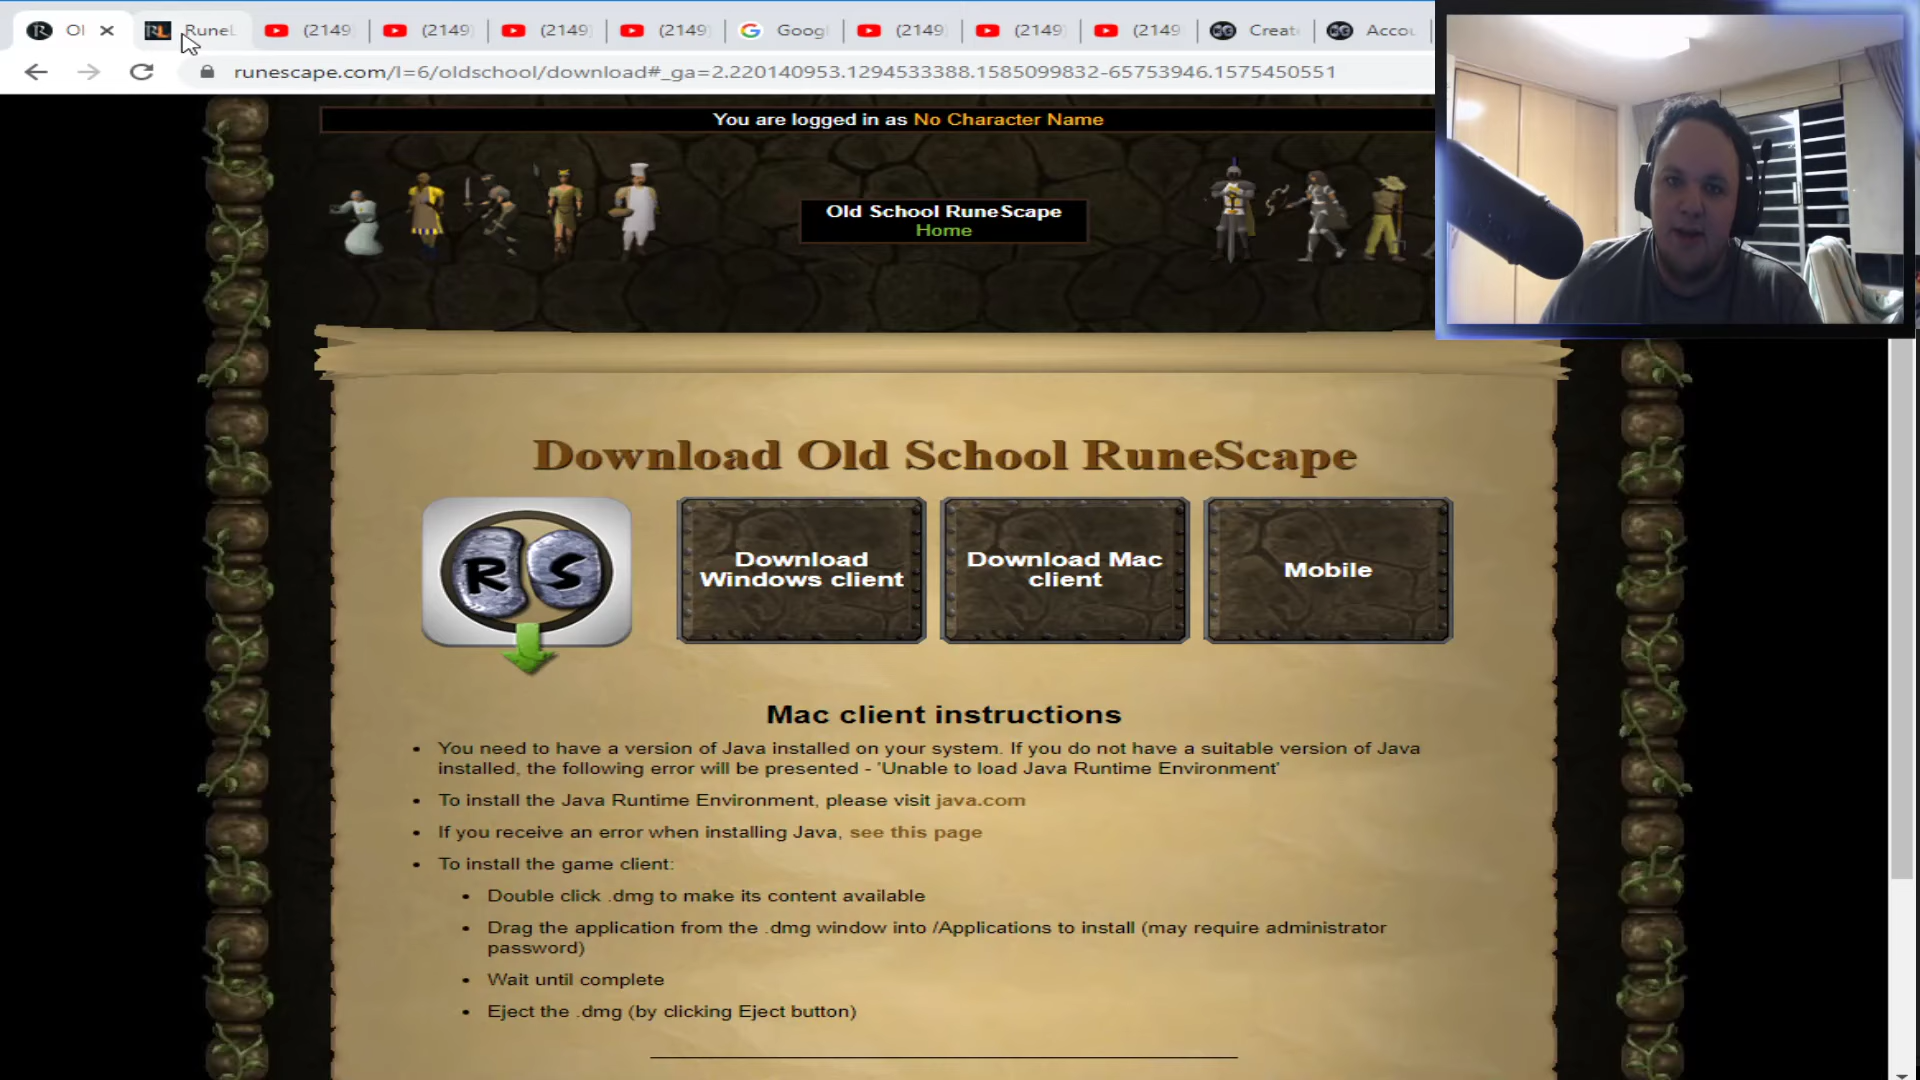 Ol
RuneL
(2149)
(2149)
(2149)
(2149)
Goog
(2149)
(2149)
(2149)
Creat
Accou
runescape.com/l=6/oldschool/download#_ga=2.220140953.1294533388.1585099832-65753946.1575450551
You are logged in as No Character Name
Old School RuneScape
Home
Download Old School RuneScape
RS
Download
Windows client
Download Mac
client
Mobile
Mac client instructions
• You need to have a version of Java installed on your system. If you do not have a suitable version of Java
installed, the following error will be presented - 'Unable to load Java Runtime Environment'
• To install the Java Runtime Environment, please visit java.com
• If you receive an error when installing Java, see this page
• To install the game client:
• Double click .dmg to make its content available
• Drag the application from the .dmg window into /Applications to install (may require administrator
password)
• Wait until complete
• Eject the .dmg (by clicking Eject button)